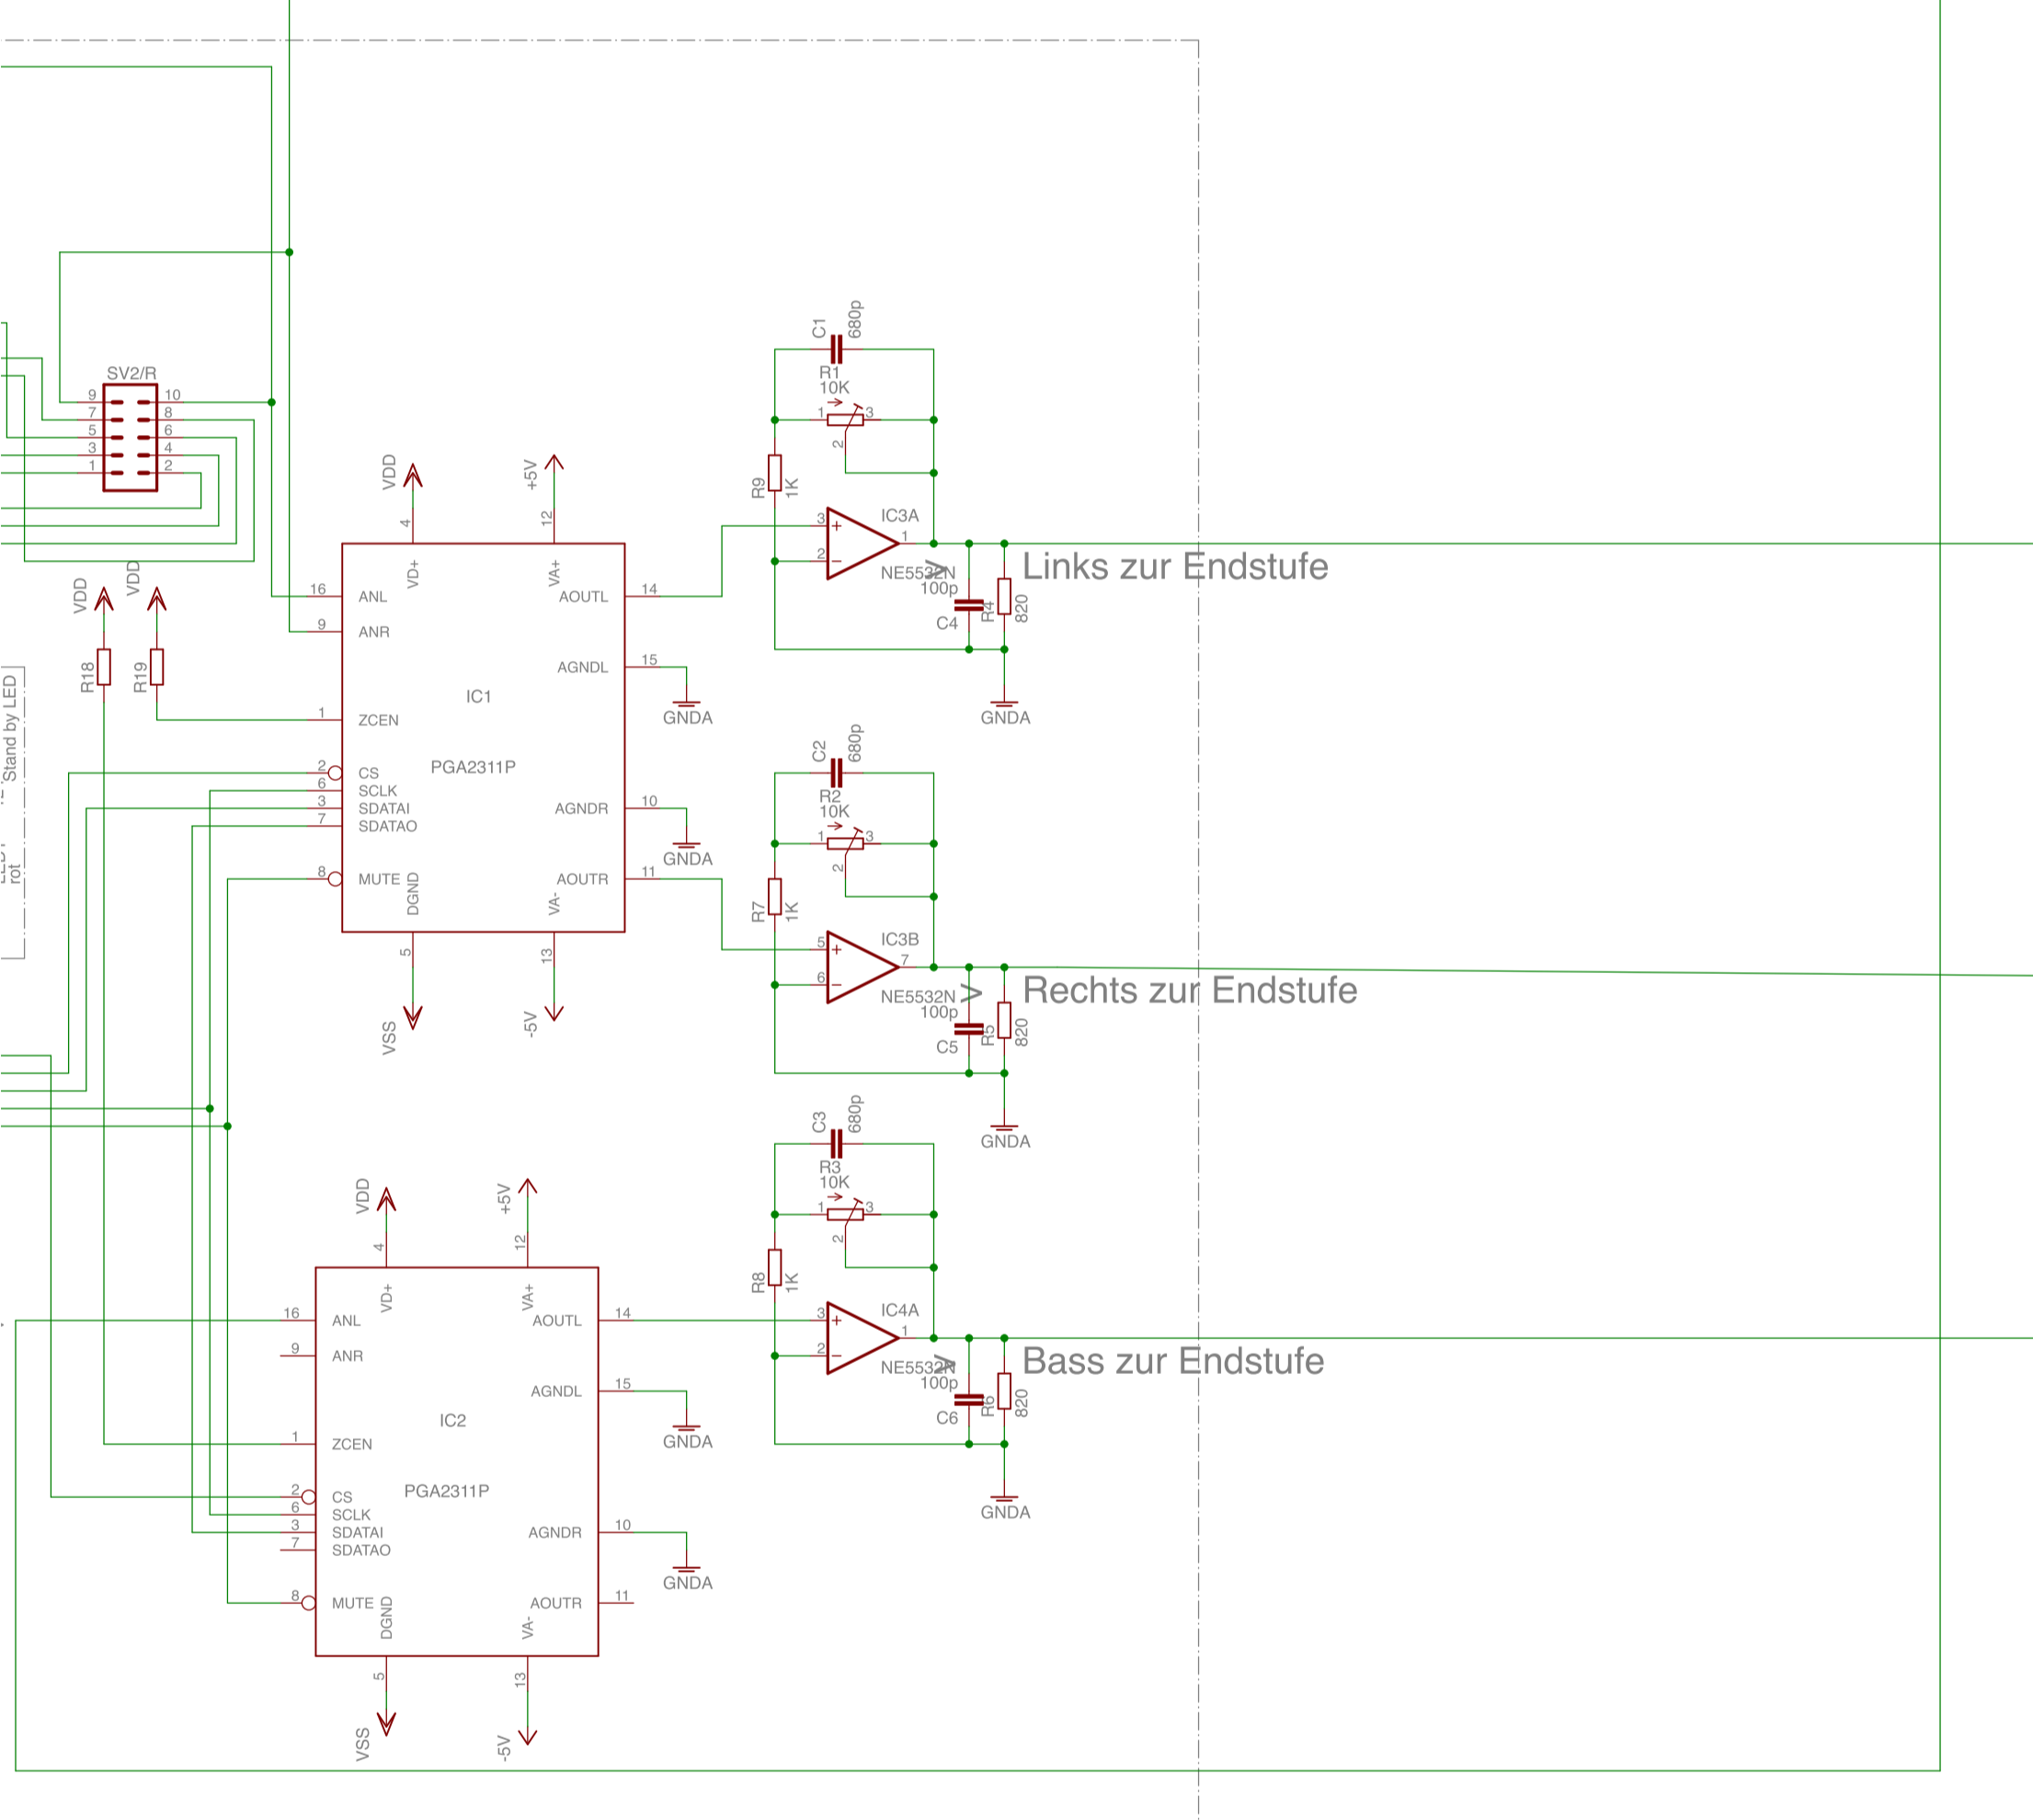 C1
680p
R1
10K
1
3
2
R9
1K
SV2/R
9
10
7
8
5
6
3
4
1
2
VDD
+5V
4
12
VD+
VA+
3
2
1
IC3A
NE5532N
100p
C4
R4
820
Links zur Endstufe
GNDA
VDD
VDD
R18
R19
16
ANL
9
ANR
1
ZCEN
2
CS
6
SCLK
3
SDATAI
7
SDATAO
8
MUTE
DGND
VA-
IC1
PGA2311P
AOUTL
14
AGNDL
15
GNDA
AGNDR
10
GNDA
AOUTR
11
5
13
VSS
-5V
Stand by LED
rot
C2
680p
R2
10K
1
3
2
R7
1K
5
6
7
IC3B
NE5532N
100p
C5
R5
820
Rechts zur Endstufe
GNDA
C3
680p
R3
10K
1
3
2
R8
1K
3
2
1
IC4A
NE5532N
100p
C6
R6
820
Bass zur Endstufe
GNDA
VDD
+5V
4
12
VD+
VA+
16
ANL
9
ANR
1
ZCEN
2
CS
6
SCLK
3
SDATAI
7
SDATAO
8
MUTE
DGND
VA-
IC2
PGA2311P
AOUTL
14
AGNDL
15
GNDA
AGNDR
10
GNDA
AOUTR
11
5
13
VSS
-5V